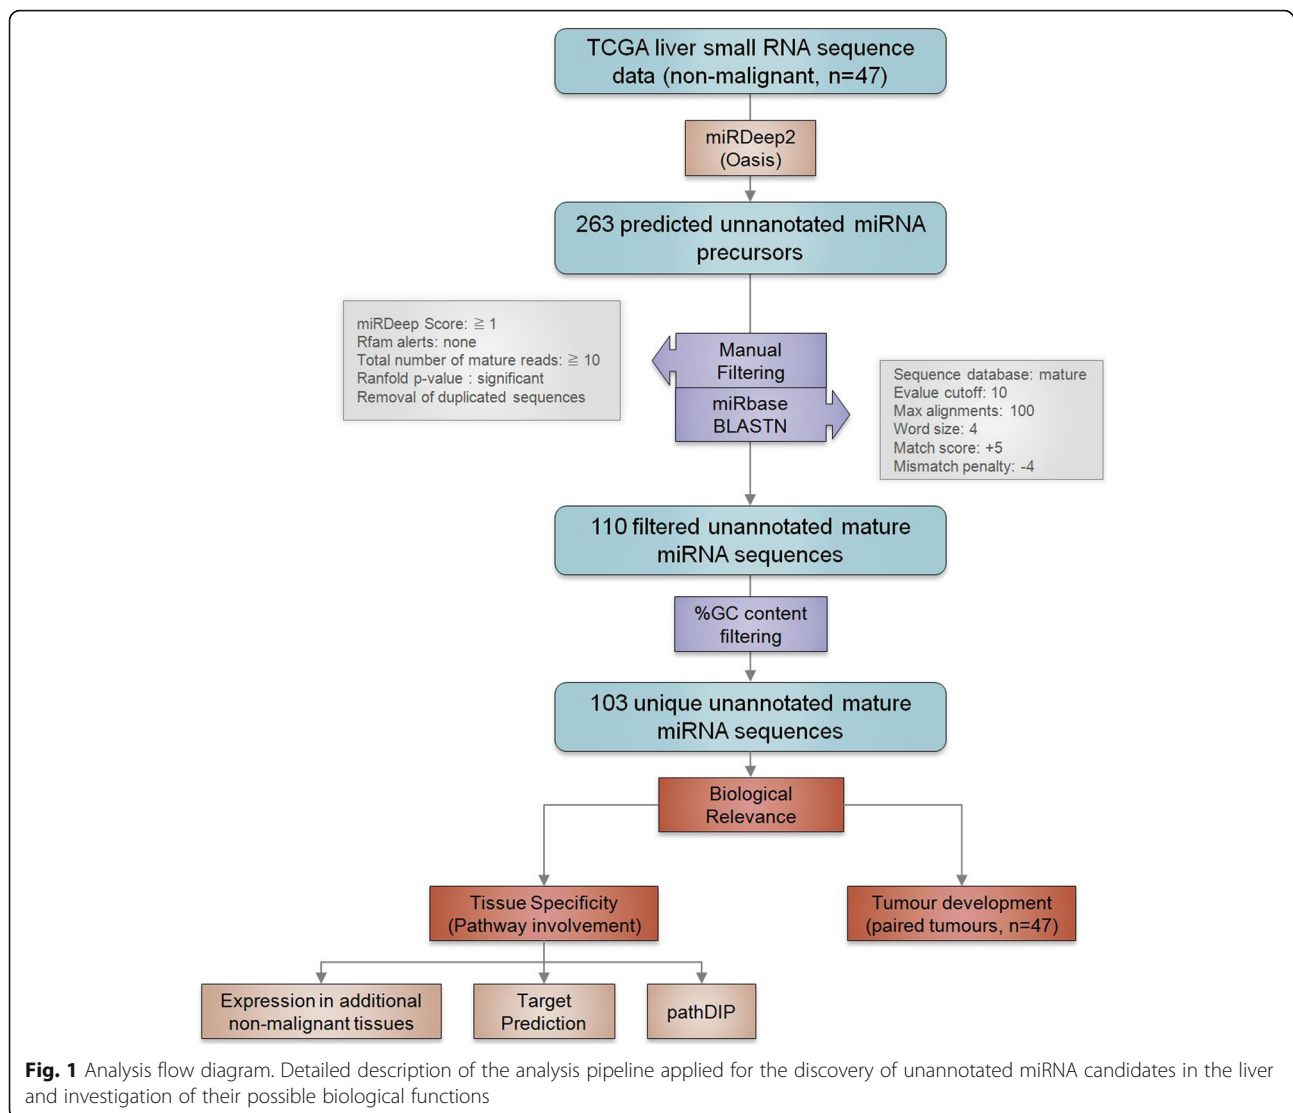 TCGA liver small RNA sequence
data (non-malignant, n=47)
miRDeep2
(Oasis)
263 predicted unnanotated miRNA
precursors
miRDeep Score: ≧ 1
Rfam alerts: none
Total number of mature reads: ≧ 10
Ranfold p-value : significant
Removal of duplicated sequences
Manual
Filtering
miRbase
BLASTN
Sequence database: mature
Evalue cutoff: 10
Max alignments: 100
Word size: 4
Match score: +5
Mismatch penalty: -4
110 filtered unannotated mature
miRNA sequences
%GC content
filtering
103 unique unannotated mature
miRNA sequences
Biological
Relevance
Tissue Specificity
(Pathway involvement)
Tumour development
(paired tumours, n=47)
Expression in additional
non-malignant tissues
Target
Prediction
pathDIP
Fig. 1 Analysis flow diagram. Detailed description of the analysis pipeline applied for the discovery of unannotated miRNA candidates in the liver
and investigation of their possible biological functions